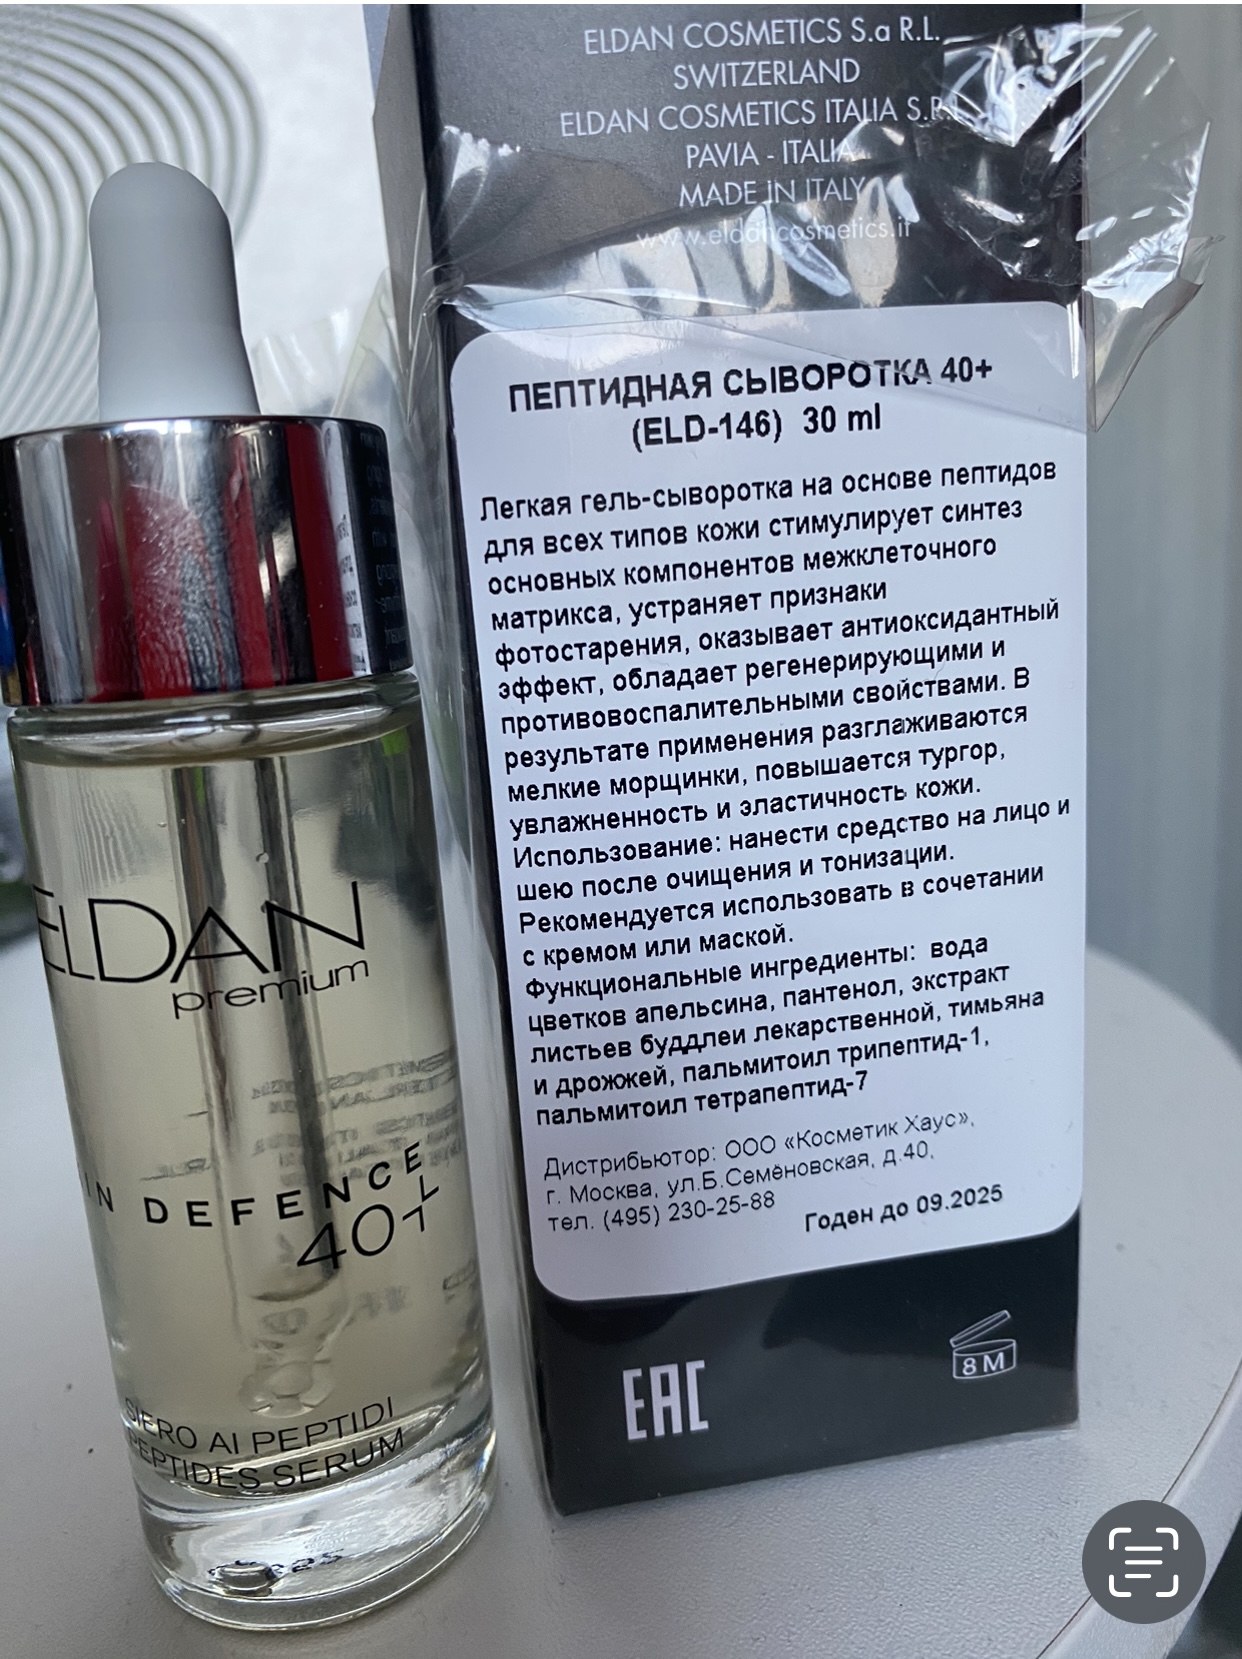 ELDAN COSMETICS S.a R.L.
SWITZERLAND
ELDAN COSMETICS ITALIA
PAVIA - ITALIA
MADE IN ITALY
www.eldancosmetics.it
ПЕПТИДНАЯ СЫВОРОТКА 40+
(ELD-146) 30 ml
Легкая гель-сыворотка на основе пептидов
для всех типов кожи стимулирует синтез
основных компонентов межклеточного
матрикса, устраняет признаки
фотостарения, оказывает антиоксидантный
эффект, обладает регенерирующими и
противовоспалительными свойствами. В
результате применения разглаживаются
мелкие морщинки, повышается тургор,
увлажненность и эластичность кожи.
Использование: нанести средство на лицо и
шею после очищения и тонизации.
Рекомендуется использовать в сочетании
с кремом или маской.
Функциональные ингредиенты: вода
цветков апельсина, пантенол, экстракт
листьев буддлеи лекарственной, тимьяна
и дрожжей, пальмитоил трипептид-1,
пальмитоил тетрапептид-7
Дистрибьютор: ООО «Косметик Хаус»,
г. Москва, ул.Б.Семёновская, д.40,
тел. (495) 230-25-88
Годен до 09.2025
EAC
8 M
ELDAN
premium
IN DEFENCE
40+
SIERO AI PEPTIDI
PEPTIDES SERUM